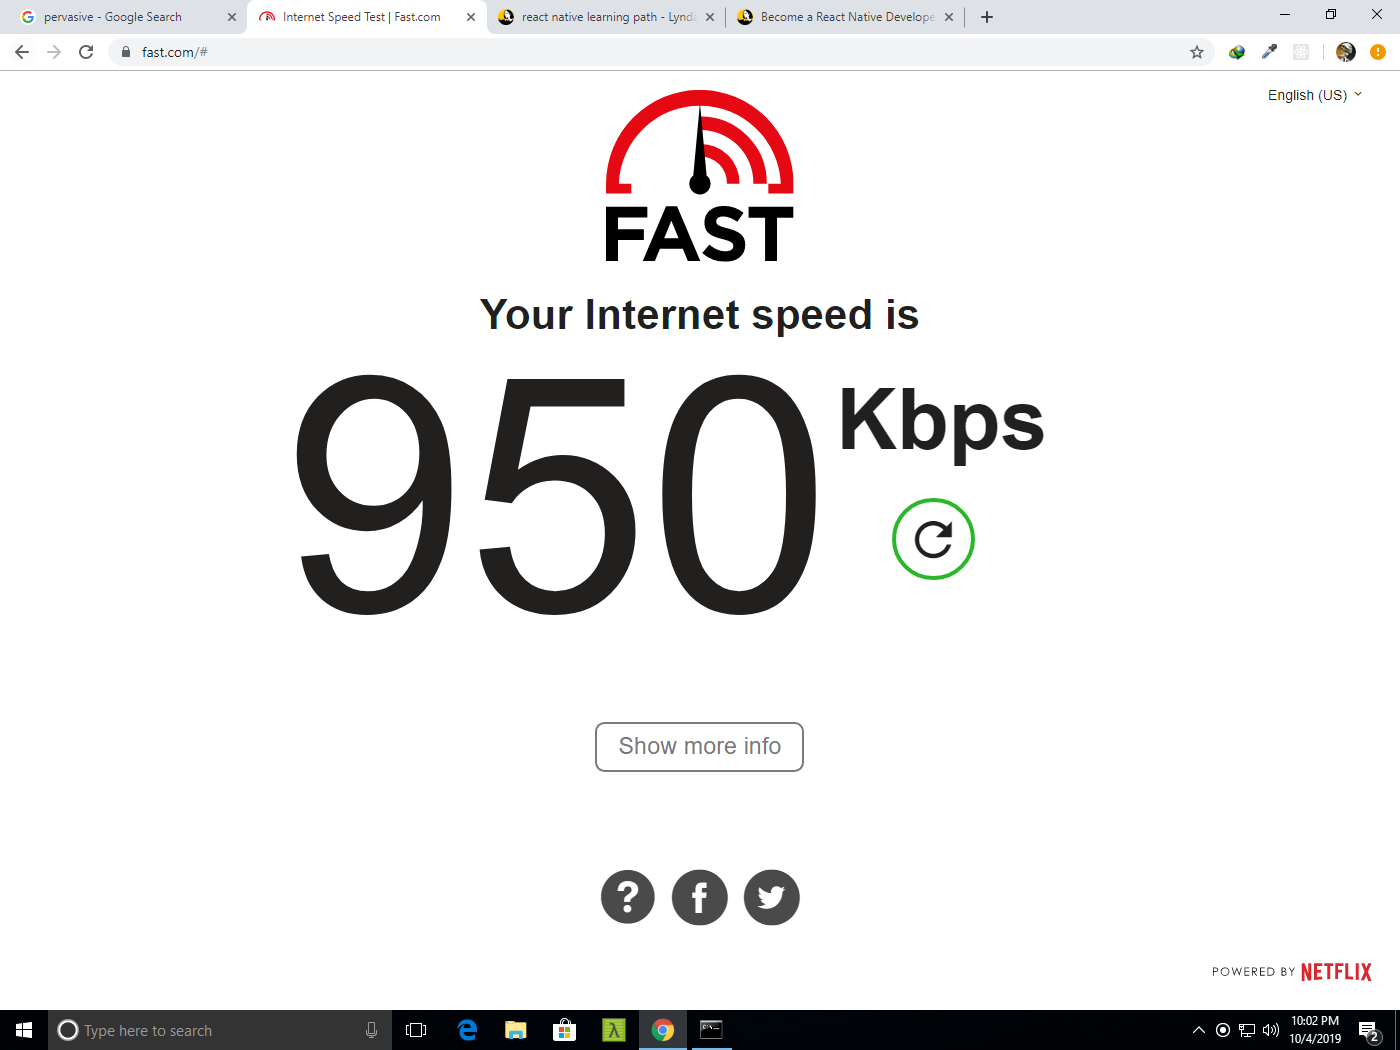 pervasive - Google Search
Internet Speed Test | Fast.com
react native learning path - Lynda
Become a React Native Develope
fast.com/#
English (US)
FAST
Your Internet speed is
950 Kbps
Show more info
POWERED BY NETFLIX
Type here to search
10:02 PM
10/4/2019
2